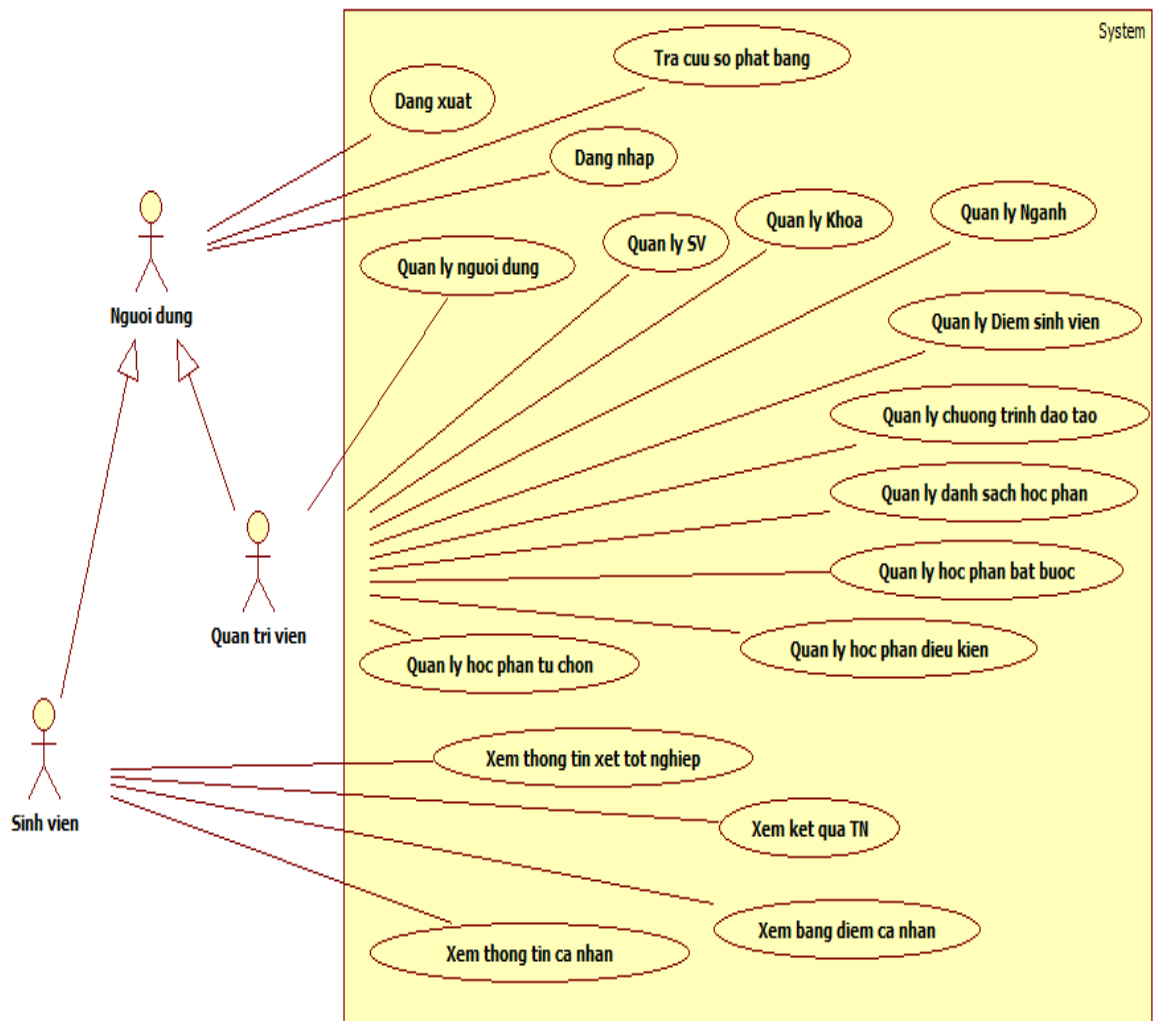 System
Tra cuu so phat bang
Dang xuat
Dang nhap
Quan ly Nganh
Quan ly Khoa
Quan ly SV
Quan ly nguoi dung
Nguoi dung
Quan ly Diem sinh vien
Quan ly chuong trinh dao tao
Quan ly danh sach hoc phan
Quan ly hoc phan bat buoc
Quan tri vien
Quan ly hoc phan dieu kien
Quan ly hoc phan tu chon
Xem thong tin xet tot nghiep
Sinh vien
Xem ket qua TN
Xem bang diem ca nhan
Xem thong tin ca nhan